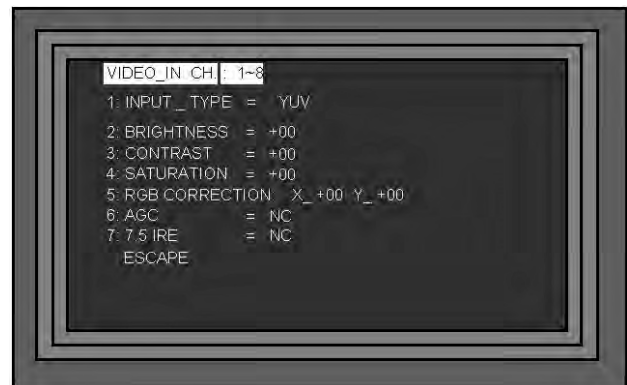 VIDEO_IN CH. : 1~8
1: INPUT _ TYPE = YUV
2: BRIGHTNESS = +00
3: CONTRAST = +00
4: SATURATION = +00
5: RGB CORRECTION X_ +00 Y_ +00
6: AGC = NC
7: 7.5 IRE = NC
ESCAPE